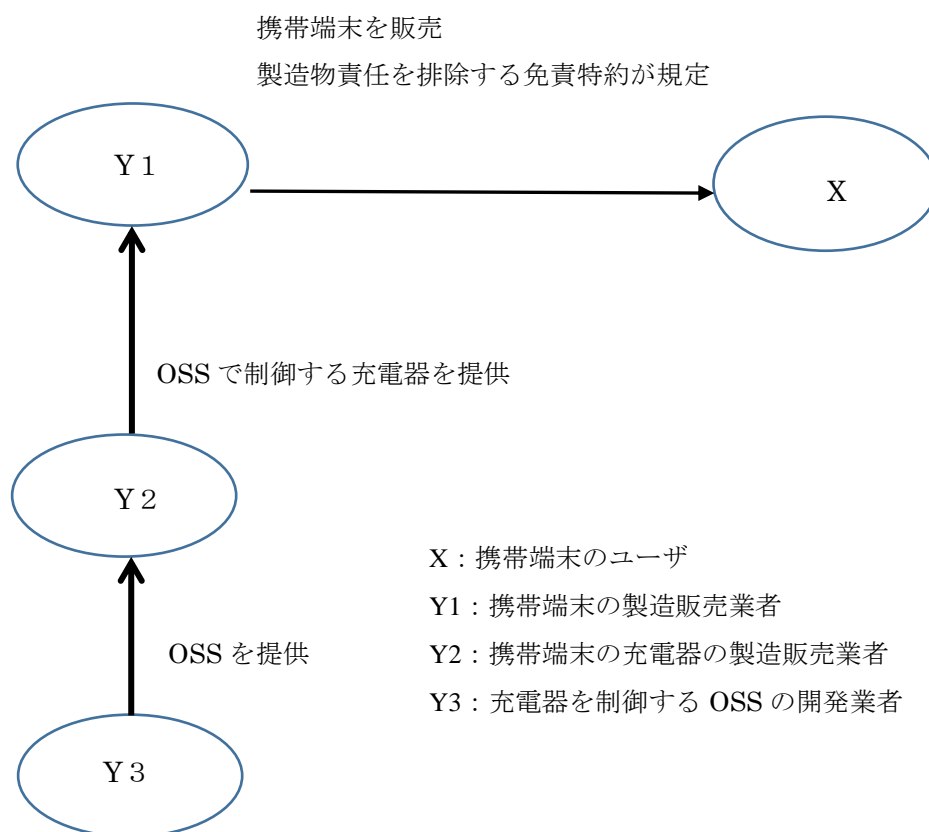 携帯端末を販売
製造物責任を排除する免責特約が規定
Y１
X
OSS で制御する充電器を提供
Y２
X：携帯端末のユーザ
Y1：携帯端末の製造販売業者
OSS を提供
Y2：携帯端末の充電器の製造販売業者
Y3：充電器を制御する OSS の開発業者
Y３